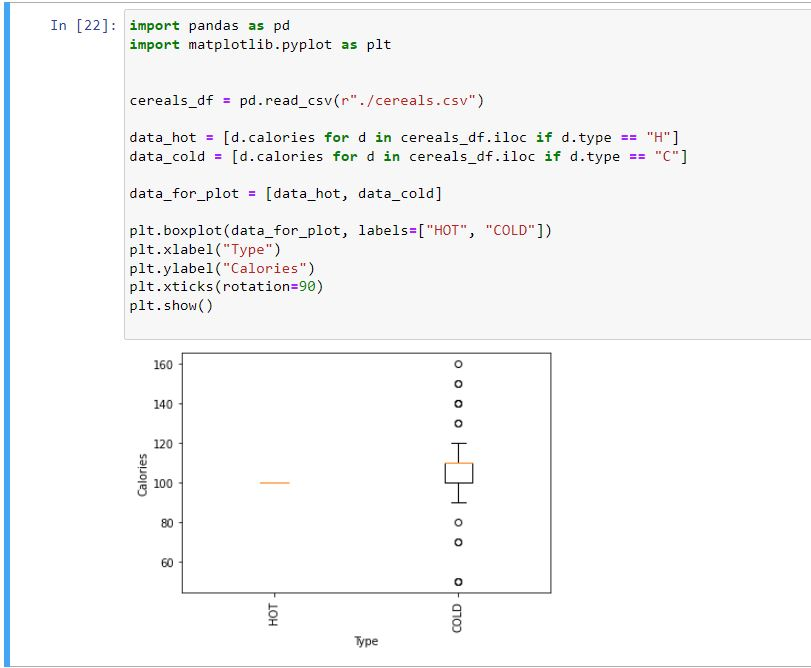 In [22]: import pandas as pd
import matplotlib.pyplot as plt
cereals_df = pd.read_csv(r"./cereals.csv")
data_hot = [d.calories for d in cereals_df.iloc if d.type == "H"]
data_cold = [d.calories for d in cereals_df.iloc if d.type == "C"]
data_for_plot = [data_hot, data_cold]
plt.boxplot(data_for_plot, labels=["HOT", "COLD"])
plt.xlabel("Type")
plt.ylabel("Calories")
plt.xticks(rotation=90)
plt.show()
160
140
120
100
80
60
Calories
HOT
COLD
Type